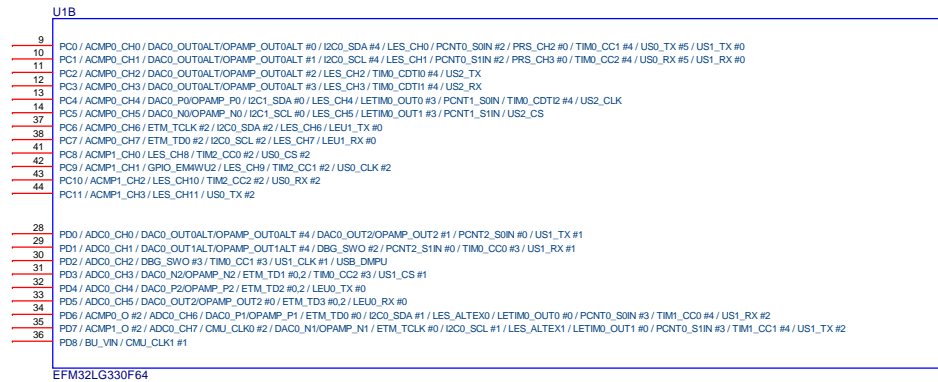 U1B
9 PC0 / ACMP0_CH0 / DAC0_OUT0ALT/OPAMP_OUT0ALT #0 / I2C0_SDA #4 / LES_CH0 / PCNT0_S0IN #2 / PRS_CH2 #0 / TIM0_CC1 #4 / US0_TX #5 / US1_TX #0
10 PC1 / ACMP0_CH1 / DAC0_OUT0ALT/OPAMP_OUT0ALT #1 / I2C0_SCL #4 / LES_CH1 / PCNT0_S1IN #2 / PRS_CH3 #0 / TIM0_CC2 #4 / US0_RX #5 / US1_RX #0
11 PC2 / ACMP0_CH2 / DAC0_OUT0ALT/OPAMP_OUT0ALT #2 / LES_CH2 / TIM0_CDTI0 #4 / US2_TX
12 PC3 / ACMP0_CH3 / DAC0_OUT0ALT/OPAMP_OUT0ALT #3 / LES_CH3 / TIM0_CDTI1 #4 / US2_RX
13 PC4 / ACMP0_CH4 / DAC0_P0/OPAMP_P0 / I2C1_SDA #0 / LES_CH4 / LETIM0_OUT0 #3 / PCNT1_S0IN / TIM0_CDTI2 #4 / US2_CLK
14 PC5 / ACMP0_CH5 / DAC0_N0/OPAMP_N0 / I2C1_SCL #0 / LES_CH5 / LETIM0_OUT1 #3 / PCNT1_S1IN / US2_CS
37 PC6 / ACMP0_CH6 / ETM_TCLK #2 / I2C0_SDA #2 / LES_CH6 / LEU1_TX #0
38 PC7 / ACMP0_CH7 / ETM_TD0 #2 / I2C0_SCL #2 / LES_CH7 / LEU1_RX #0
41 PC8 / ACMP1_CH0 / LES_CH8 / TIM2_CC0 #2 / US0_CS #2
42 PC9 / ACMP1_CH1 / GPIO_EM4WU2 / LES_CH9 / TIM2_CC1 #2 / US0_CLK #2
43 PC10 / ACMP1_CH2 / LES_CH10 / TIM2_CC2 #2 / US0_RX #2
44 PC11 / ACMP1_CH3 / LES_CH11 / US0_TX #2
28 PD0 / ADC0_CH0 / DAC0_OUT0ALT/OPAMP_OUT0ALT #4 / DAC0_OUT2/OPAMP_OUT2 #1 / PCNT2_S0IN #0 / US1_TX #1
29 PD1 / ADC0_CH1 / DAC0_OUT1ALT/OPAMP_OUT1ALT #4 / DBG_SWO #2 / PCNT2_S1IN #0 / TIM0_CC0 #3 / US1_RX #1
30 PD2 / ADC0_CH2 / DBG_SWO #3 / TIM0_CC1 #3 / US1_CLK #1 / USB_DMPU
31 PD3 / ADC0_CH3 / DAC0_N2/OPAMP_N2 / ETM_TD1 #0,2 / TIM0_CC2 #3 / US1_CS #1
32 PD4 / ADC0_CH4 / DAC0_P2/OPAMP_P2 / ETM_TD2 #0,2 / LEU0_TX #0
33 PD5 / ADC0_CH5 / DAC0_OUT2/OPAMP_OUT2 #0 / ETM_TD3 #0,2 / LEU0_RX #0
34 PD6 / ACMP0_O #2 / ADC0_CH6 / DAC0_P1/OPAMP_P1 / ETM_TD0 #0 / I2C0_SDA #1 / LES_ALTEX0 / LETIM0_OUT0 #0 / PCNT0_S0IN #3 / TIM1_CC0 #4 / US1_RX #2
35 PD7 / ACMP1_O #2 / ADC0_CH7 / CMU_CLK0 #2 / DAC0_N1/OPAMP_N1 / ETM_TCLK #0 / I2C0_SCL #1 / LES_ALTEX1 / LETIM0_OUT1 #0 / PCNT0_S1IN #3 / TIM1_CC1 #4 / US1_TX #2
36 PD8 / BU_VIN / CMU_CLK1 #1
EFM32LG330F64